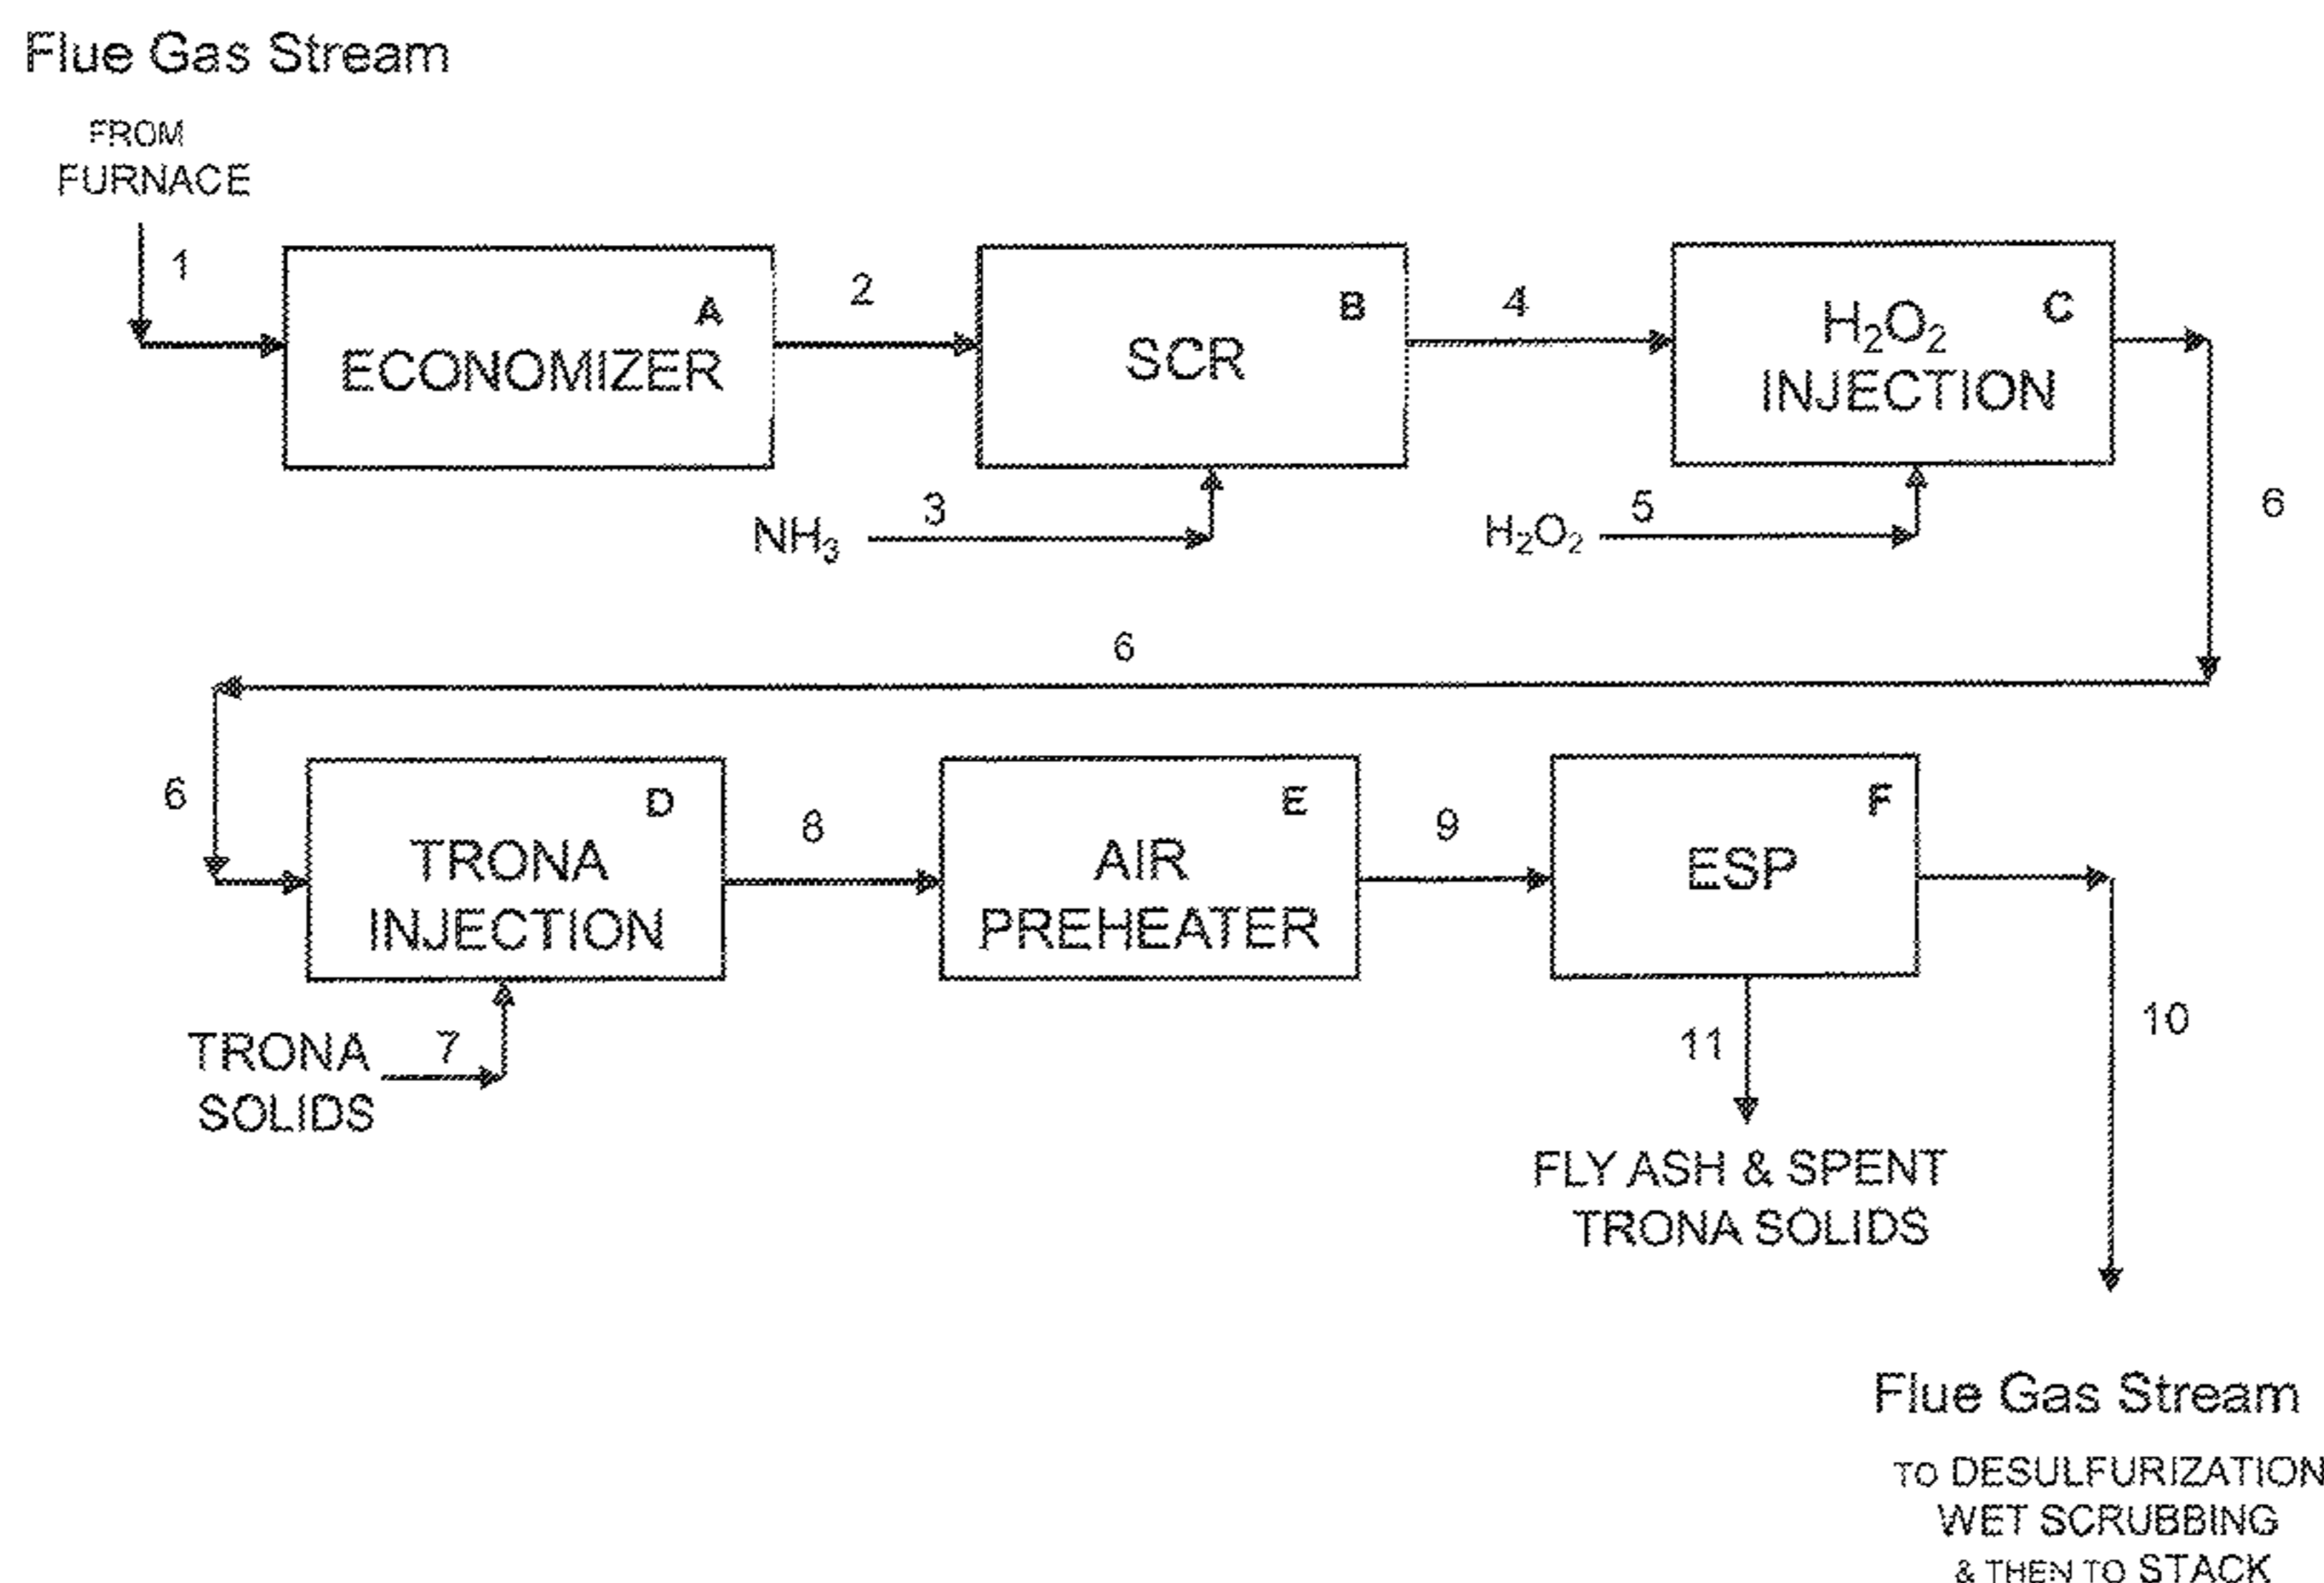 Flue Gas Stream
FROM
FURNACE
1
A
ECONOMIZER
2
B
SCR
4
C
H₂O₂
INJECTION
NH₃
3
H₂O₂
5
6
6
6
D
TRONA
INJECTION
8
E
AIR
PREHEATER
9
F
ESP
10
TRONA
SOLIDS
7
11
FLY ASH & SPENT
TRONA SOLIDS
Flue Gas Stream
TO DESULFURIZATION
WET SCRUBBING
& THEN TO STACK